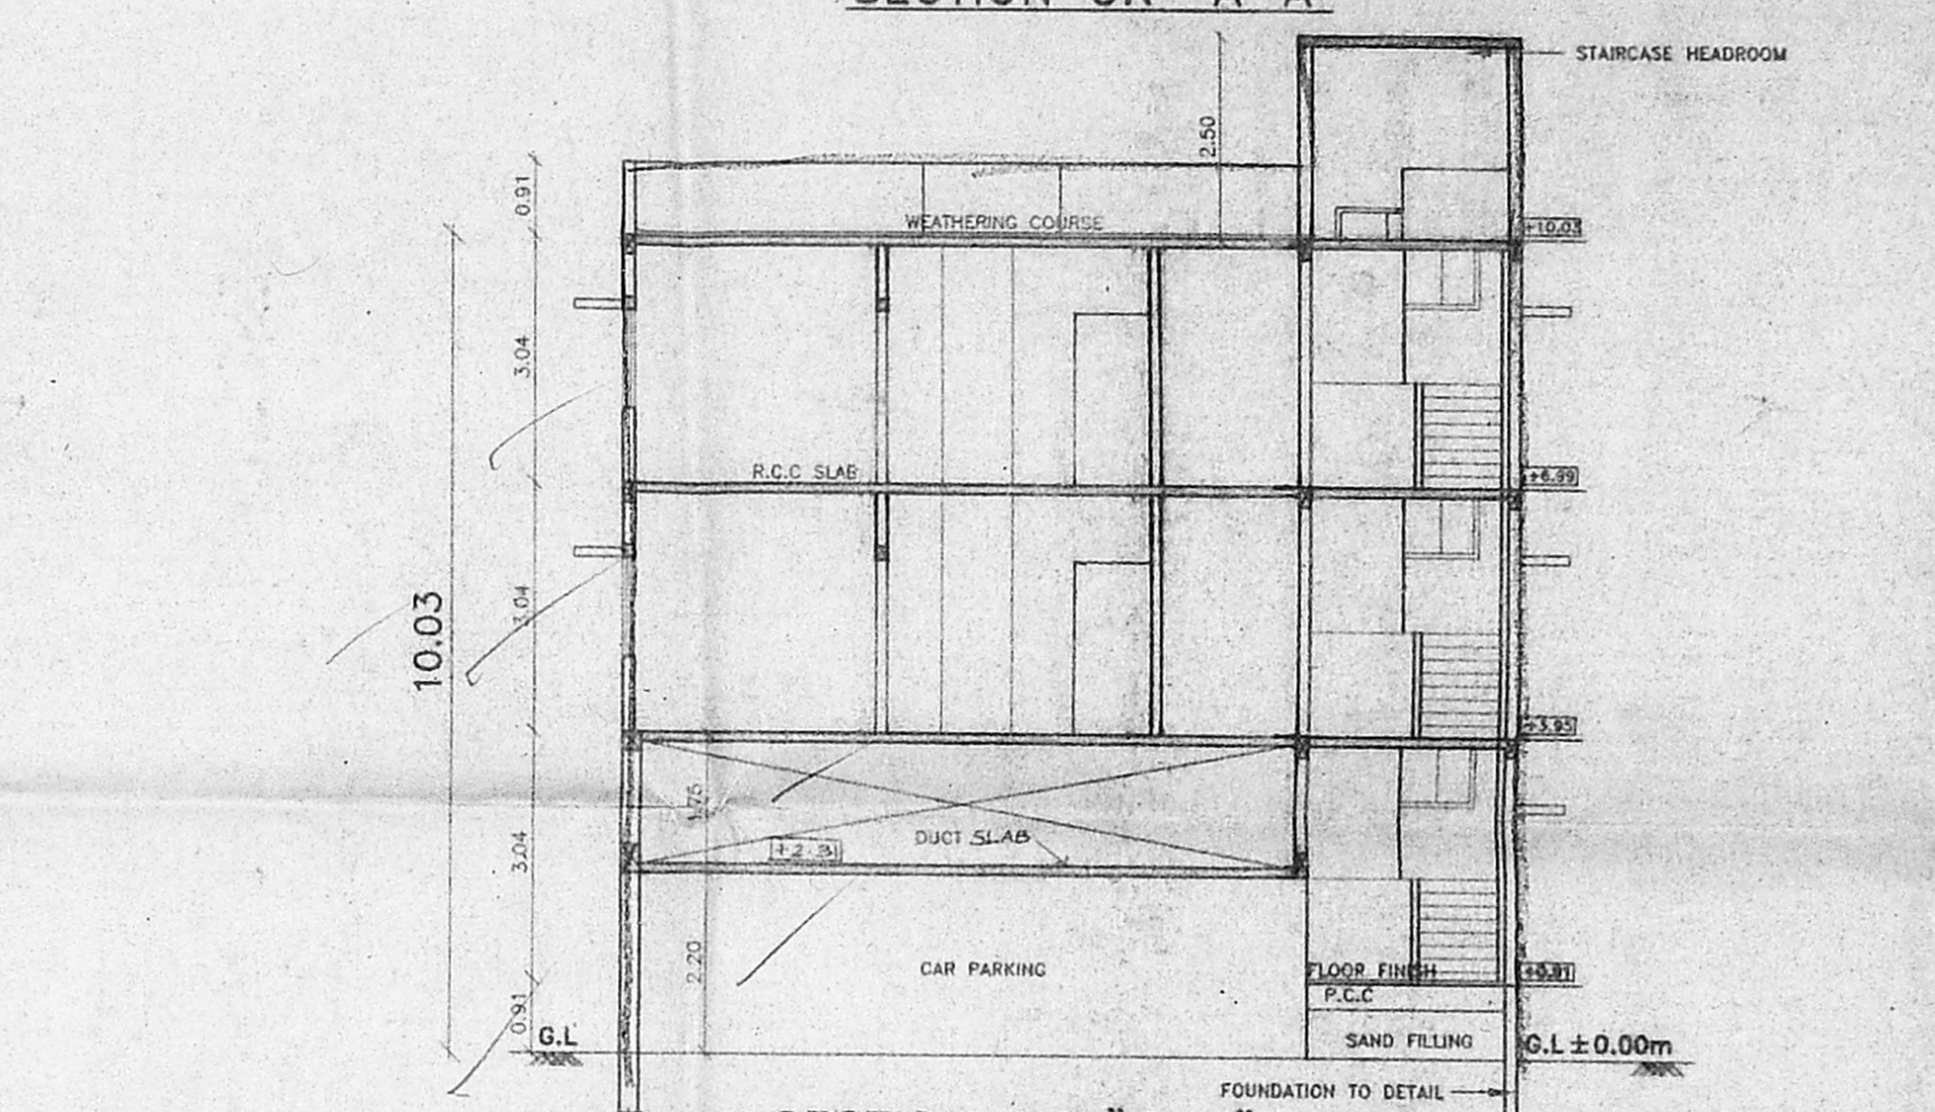 SECTION ON "A-A"
STAIRCASE HEADROOM
2.50
0.91
WEATHERING COURSE
+10.03
3.04
R.C.C SLAB
+6.99
10.03
3.04
+3.95
1.75
DUCT SLAB
3.04
2.20
CAR PARKING
FLOOR FINISH
+0.91
P.C.C
0.91
G.L
SAND FILLING
G.L ±0.00m
FOUNDATION TO DETAIL